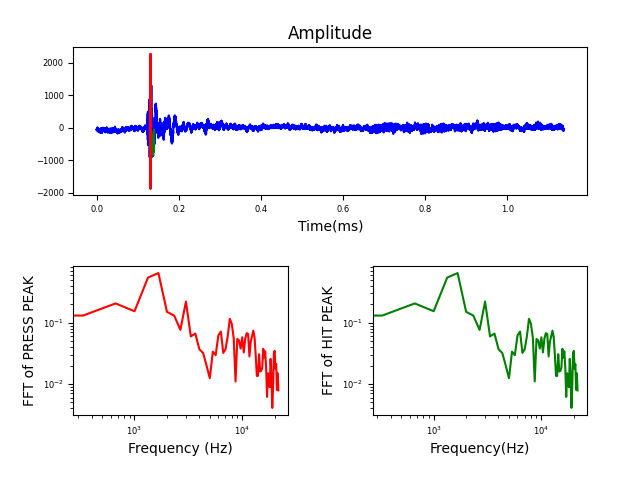 Amplitude
2000
1000
0
−1000
−2000
0.0 0.2 0.4 0.6 0.8 1.0
Time(ms)
FFT of PRESS PEAK
10⁻¹
10⁻²
10³ 10⁴
Frequency (Hz)
FFT of HIT PEAK
10⁻¹
10⁻²
10³ 10⁴
Frequency(Hz)